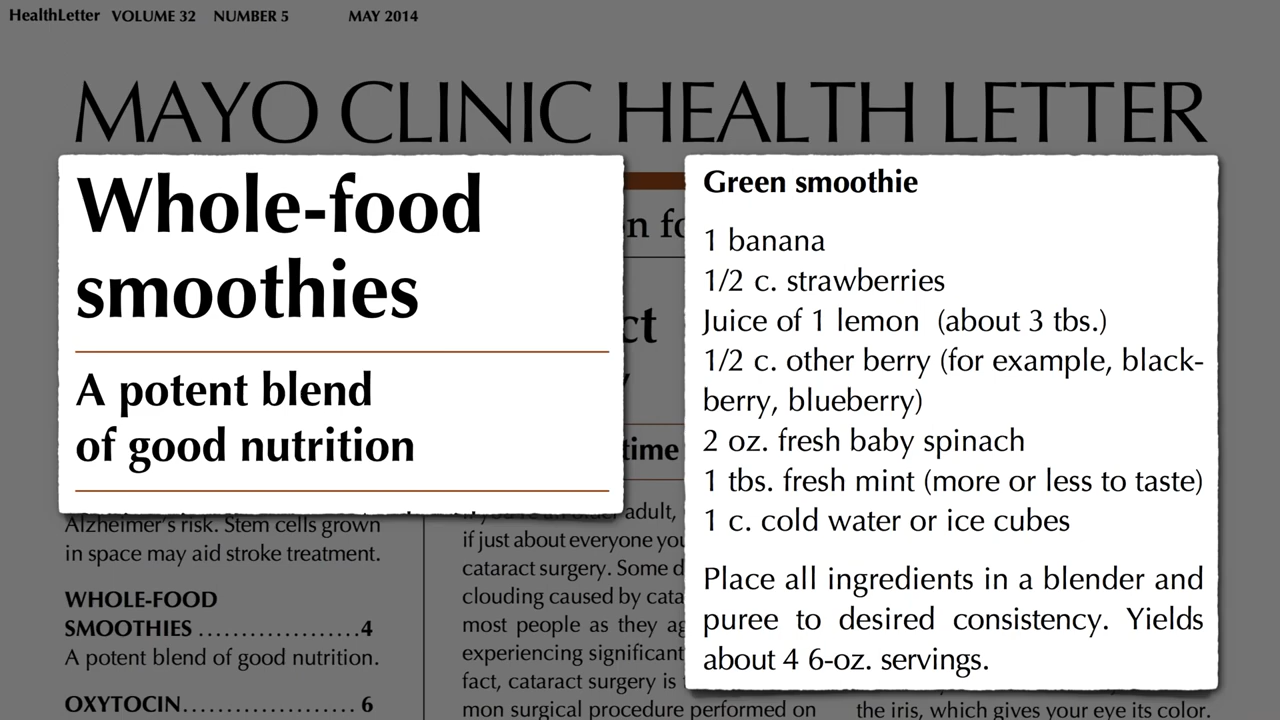 HealthLetter VOLUME 32 NUMBER 5 MAY 2014
MAYO CLINIC HEALTH LETTER
Whole-food
smoothies
A potent blend
of good nutrition
Green smoothie
1 banana
1/2 c. strawberries
Juice of 1 lemon (about 3 tbs.)
1/2 c. other berry (for example, black-
berry, blueberry)
2 oz. fresh baby spinach
1 tbs. fresh mint (more or less to taste)
1 c. cold water or ice cubes
Place all ingredients in a blender and
puree to desired consistency. Yields
about 4 6-oz. servings.
Alzheimer's risk. Stem cells grown
in space may aid stroke treatment.
WHOLE-FOOD
SMOOTHIES ....................4
A potent blend of good nutrition.
OXYTOCIN...................... 6
time
older adult,
if just about everyone you
cataract surgery. Some
clouding caused by
most people as they
experiencing significant
fact, cataract surgery is
mon surgical procedure performed on
the iris, which gives your eye its color.